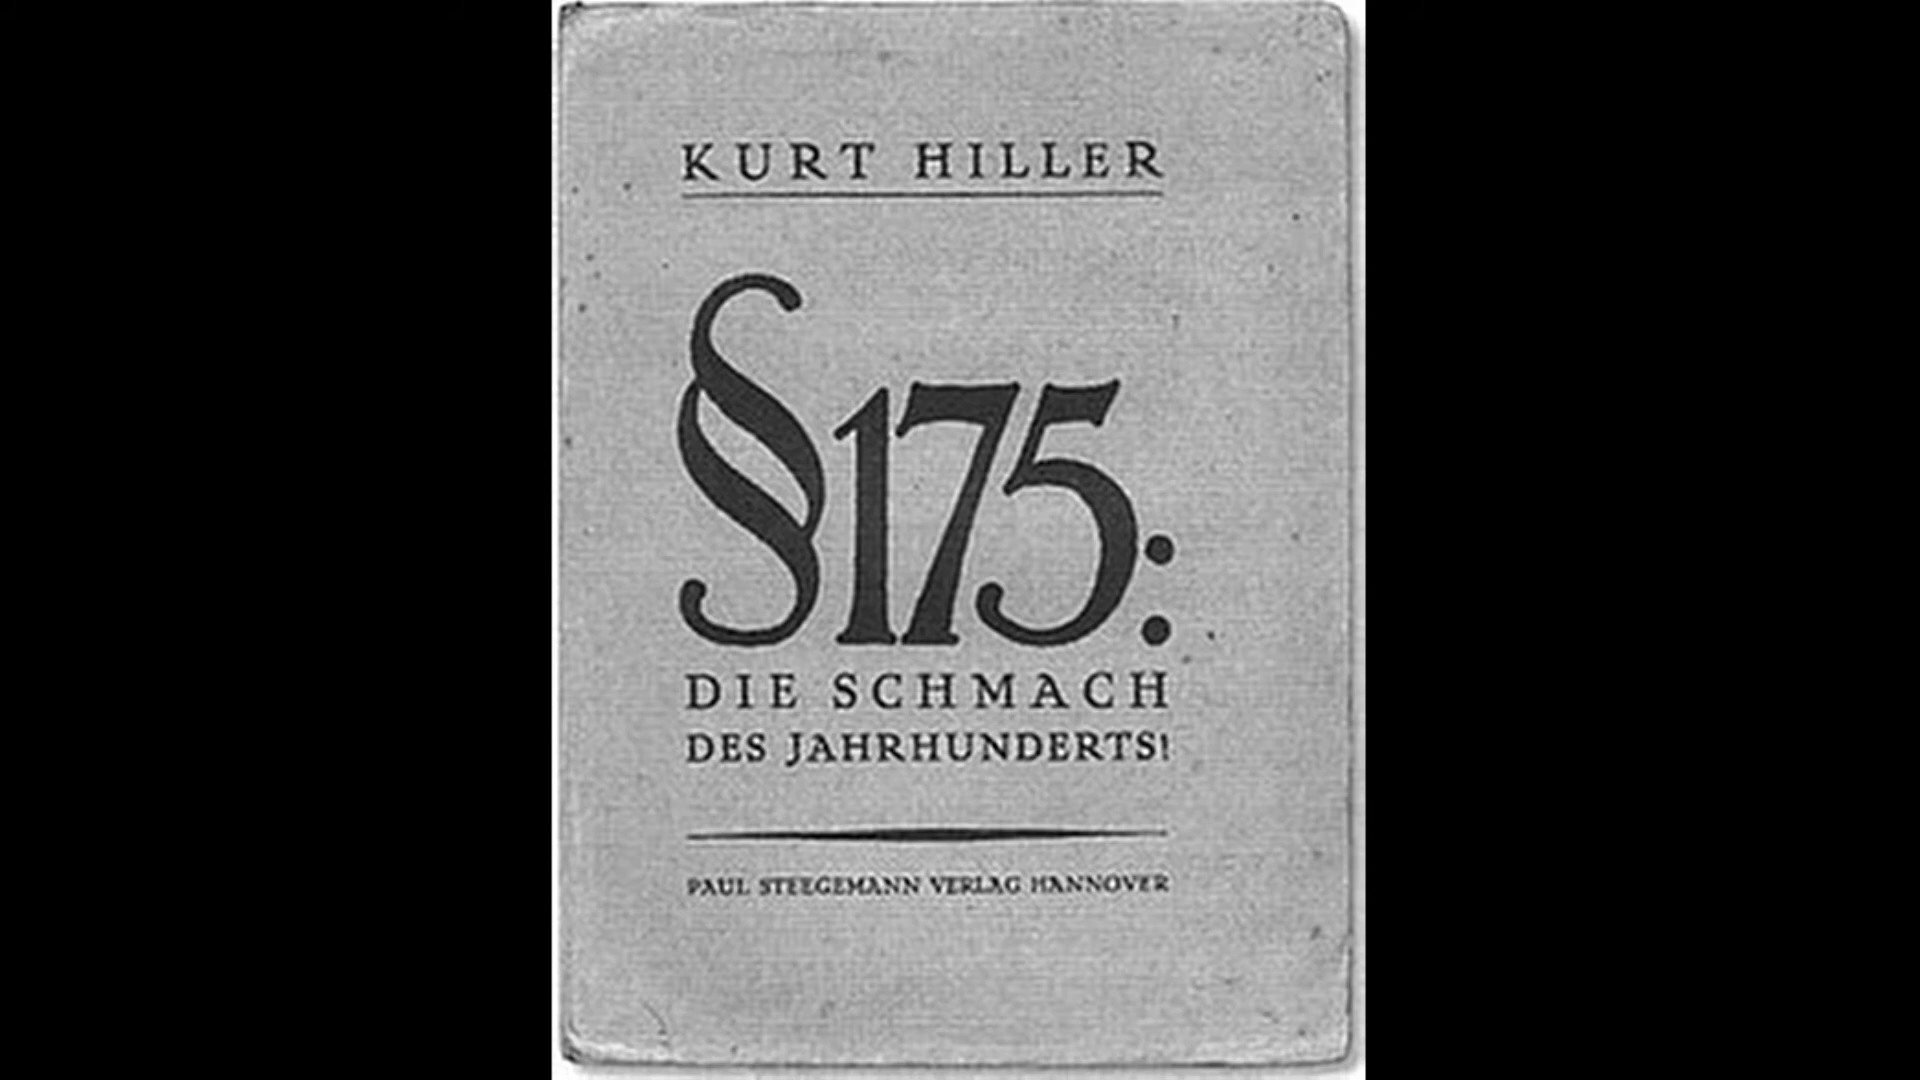 KURT HILLER
§175:
DIE SCHMACH
DES JAHRHUNDERTS!
PAUL STEEGEMANN VERLAG HANNOVER